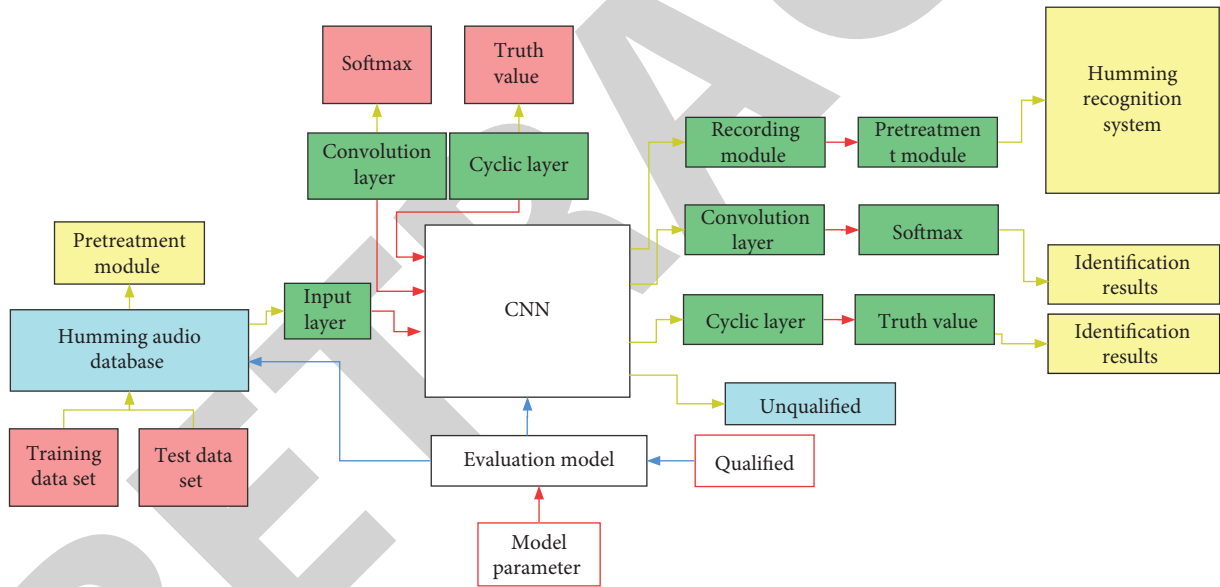 Softmax
Truth
value
Humming
recognition
system
Convolution
layer
Cyclic layer
Recording
module
Pretreatmen
t module
Pretreatment
module
Convolution
layer
Softmax
Identification
results
Input
layer
CNN
Humming audio
database
Cyclic layer
Truth value
Identification
results
Unqualified
Training
data set
Test data
set
Evaluation model
Qualified
Model
parameter